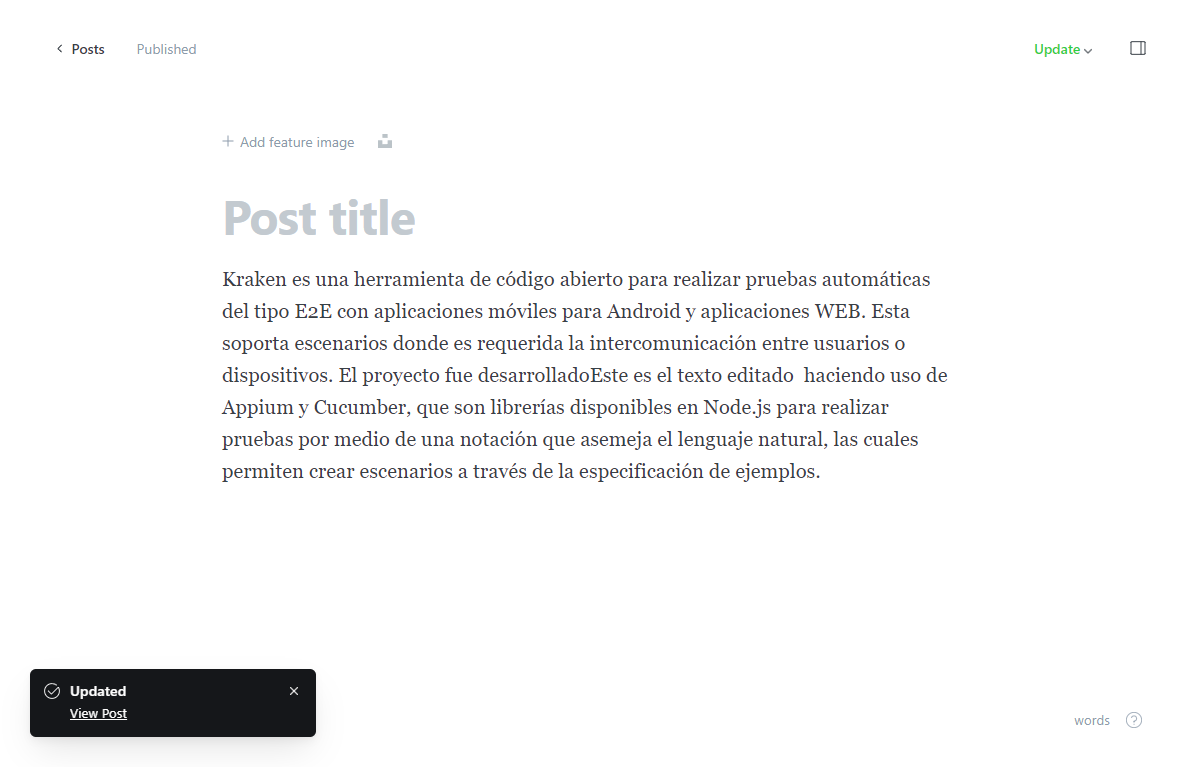 Posts
Published
Update
Add feature image
Post title
Kraken es una herramienta de código abierto para realizar pruebas automáticas
del tipo E2E con aplicaciones móviles para Android y aplicaciones WEB. Esta
soporta escenarios donde es requerida la intercomunicación entre usuarios o
dispositivos. El proyecto fue desarrolladoEste es el texto editado  haciendo uso de
Appium y Cucumber, que son librerías disponibles en Node.js para realizar
pruebas por medio de una notación que asemeja el lenguaje natural, las cuales
permiten crear escenarios a través de la especificación de ejemplos.
Updated
View Post
words
?